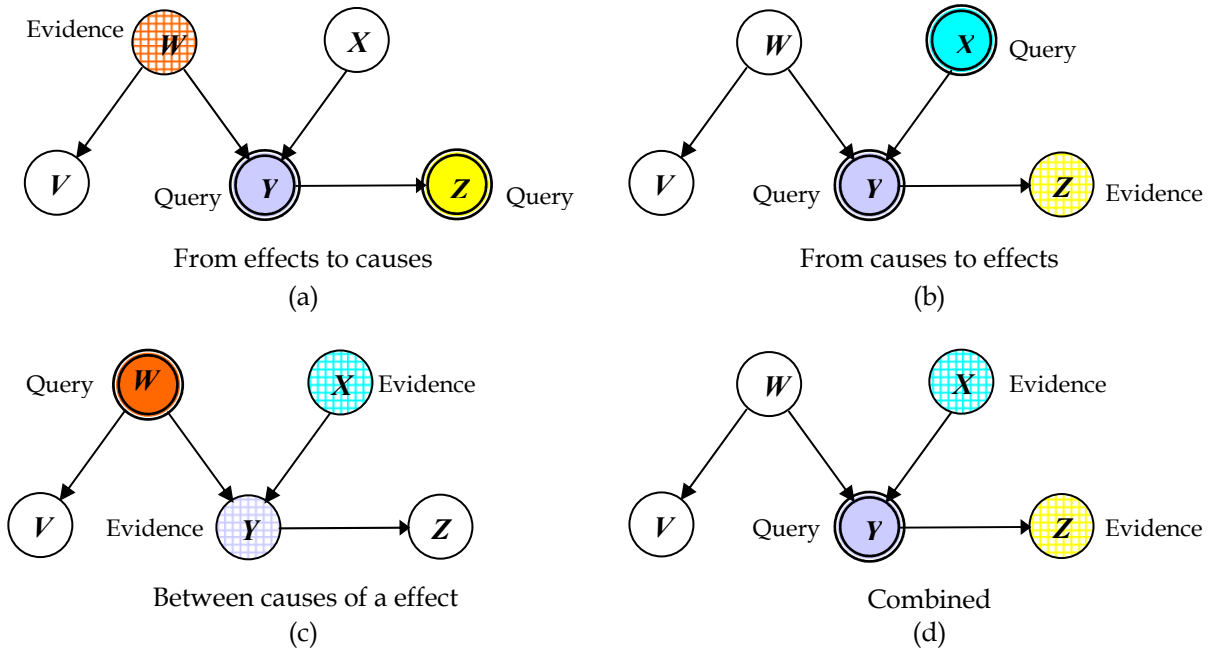 Evidence
W
X
V
Query
Y
Z
Query
From effects to causes
(a)
W
X
Query
V
Query
Y
Z
Evidence
From causes to effects
(b)
Query
W
X
Evidence
V
Evidence
Y
Z
Between causes of a effect
(c)
W
X
Evidence
V
Query
Y
Z
Evidence
Combined
(d)